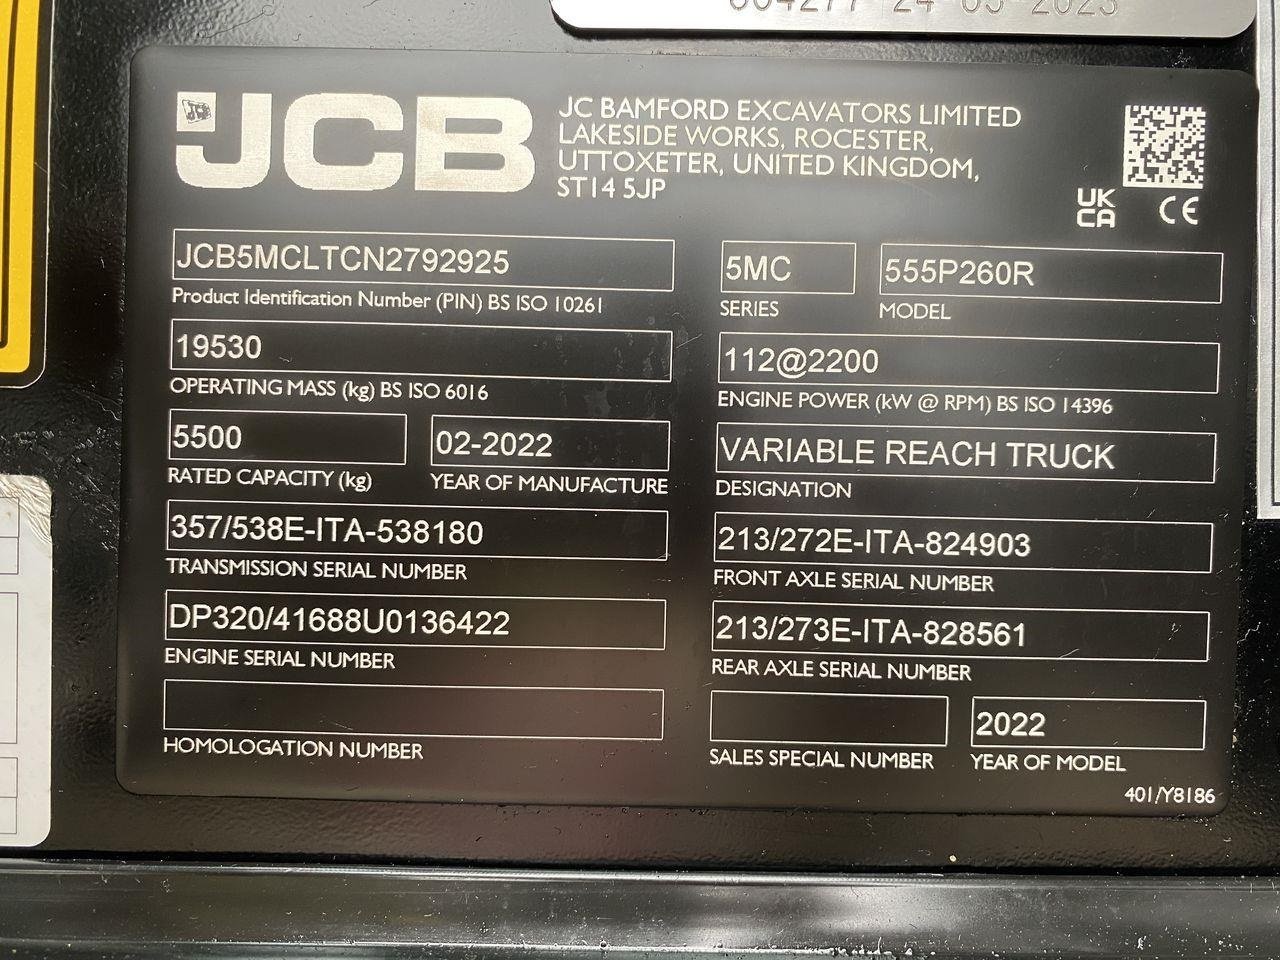 24-05-2023
JCB
JC BAMFORD EXCAVATORS LIMITED
LAKESIDE WORKS, ROCESTER,
UTTOXETER, UNITED KINGDOM,
ST14 5JP
UK
CA
CE
JCB5MCLTCN2792925
Product Identification Number (PIN) BS ISO 10261
5MC
SERIES
555P260R
MODEL
19530
OPERATING MASS (kg) BS ISO 6016
112@2200
ENGINE POWER (kW @ RPM) BS ISO 14396
5500
RATED CAPACITY (kg)
02-2022
YEAR OF MANUFACTURE
VARIABLE REACH TRUCK
DESIGNATION
357/538E-ITA-538180
TRANSMISSION SERIAL NUMBER
213/272E-ITA-824903
FRONT AXLE SERIAL NUMBER
DP320/41688U0136422
ENGINE SERIAL NUMBER
213/273E-ITA-828561
REAR AXLE SERIAL NUMBER
HOMOLOGATION NUMBER
SALES SPECIAL NUMBER
2022
YEAR OF MODEL
401/Y8186